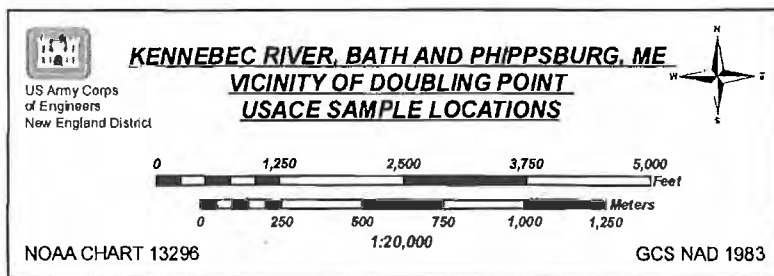 KENNEBEC RIVER, BATH AND PHIPPSBURG, ME
VICINITY OF DOUBLING POINT
USACE SAMPLE LOCATIONS
US Army Corps
of Engineers
New England District
N
W
S
0 1,250 2,500 3,750 5,000
Feet
Meters
0 250 500 750 1,000 1,250
1:20,000
NOAA CHART 13296
GCS NAD 1983